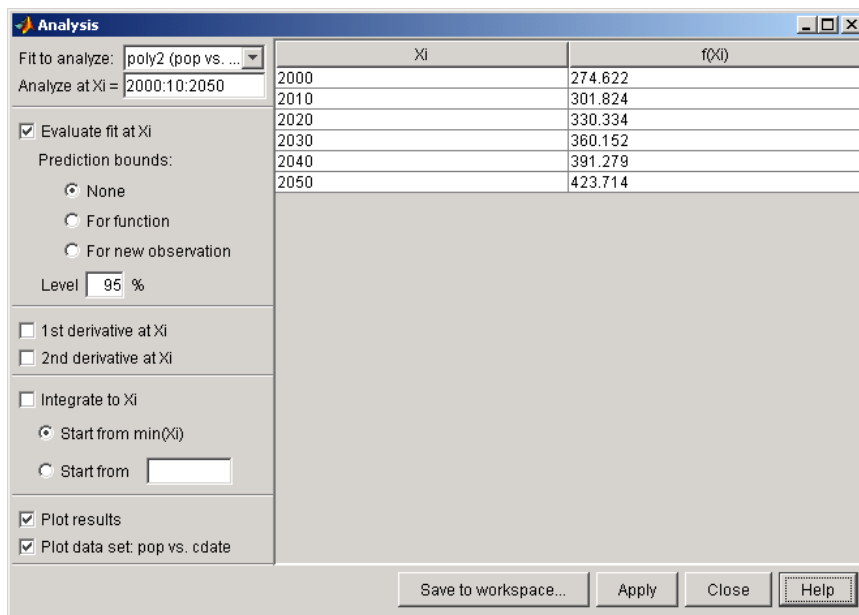 Analysis
Fit to analyze: poly2 (pop vs. ...
Analyze at Xi = 2000:10:2050
Evaluate fit at Xi
Prediction bounds:
None
For function
For new observation
Level 95 %
1st derivative at Xi
2nd derivative at Xi
Integrate to Xi
Start from min(Xi)
Start from
Plot results
Plot data set: pop vs. cdate
Xi f(Xi)
2000 274.622
2010 301.824
2020 330.334
2030 360.152
2040 391.279
2050 423.714
Save to workspace... Apply Close Help